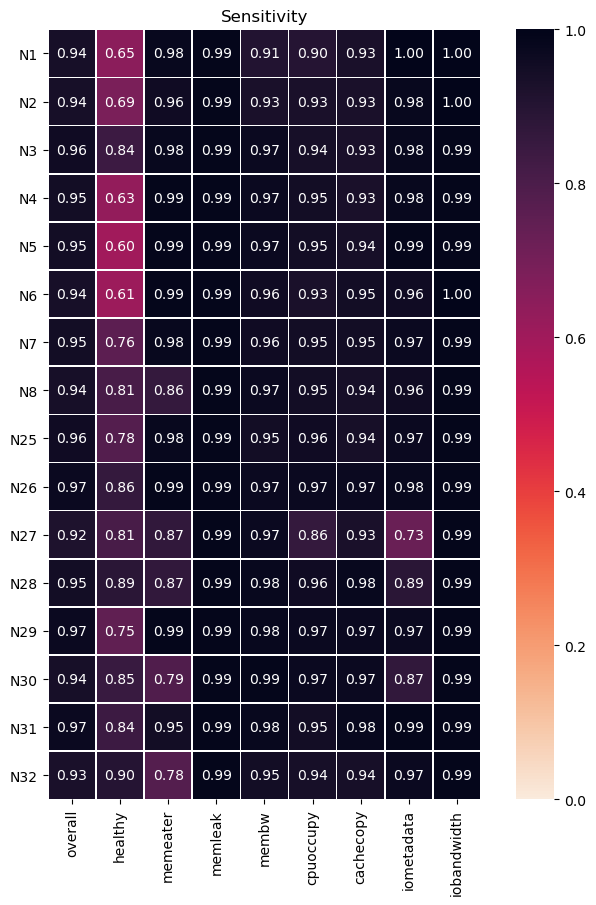 Sensitivity
N1 0.94 0.65 0.98 0.99 0.91 0.90 0.93 1.00 1.00
N2 0.94 0.69 0.96 0.99 0.93 0.93 0.93 0.98 1.00
N3 0.96 0.84 0.98 0.99 0.97 0.94 0.93 0.98 0.99
N4 0.95 0.63 0.99 0.99 0.97 0.95 0.93 0.98 0.99
N5 0.95 0.60 0.99 0.99 0.97 0.95 0.94 0.99 0.99
N6 0.94 0.61 0.99 0.99 0.96 0.93 0.95 0.96 1.00
N7 0.95 0.76 0.98 0.99 0.96 0.95 0.95 0.97 0.99
N8 0.94 0.81 0.86 0.99 0.97 0.95 0.94 0.96 0.99
N25 0.96 0.78 0.98 0.99 0.95 0.96 0.94 0.97 0.99
N26 0.97 0.86 0.99 0.99 0.97 0.97 0.97 0.98 0.99
N27 0.92 0.81 0.87 0.99 0.97 0.86 0.93 0.73 0.99
N28 0.95 0.89 0.87 0.99 0.98 0.96 0.98 0.89 0.99
N29 0.97 0.75 0.99 0.99 0.98 0.97 0.97 0.97 0.99
N30 0.94 0.85 0.79 0.99 0.99 0.97 0.97 0.87 0.99
N31 0.97 0.84 0.95 0.99 0.98 0.95 0.98 0.99 0.99
N32 0.93 0.90 0.78 0.99 0.95 0.94 0.94 0.97 0.99
overall healthy memeater memleak membw cpuoccupy cachecopy iometadata iobandwidth
1.0
0.8
0.6
0.4
0.2
0.0